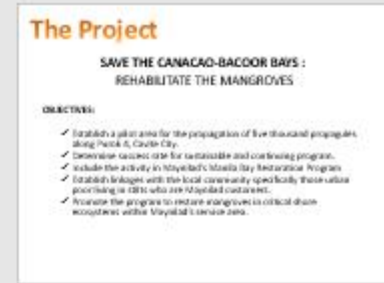 The Project
SAVE THE CANACAO-BACOOR BAYS :
REHABILITATE THE MANGROVES
OBJECTIVES:
✓ Establish a pilot area for the propagation of five thousand propagules
along Purok 4, Cavite City.
✓ Determine success rate for sustainable and continuing program.
✓ Include the activity in Maynilad's Manila Bay Restoration Program
✓ Establish linkages with the local community specifically those urban
poor living in stilts who are Maynilad customers.
✓ Promote the program to restore mangroves in critical shore
ecosystems within Maynilad's service area.